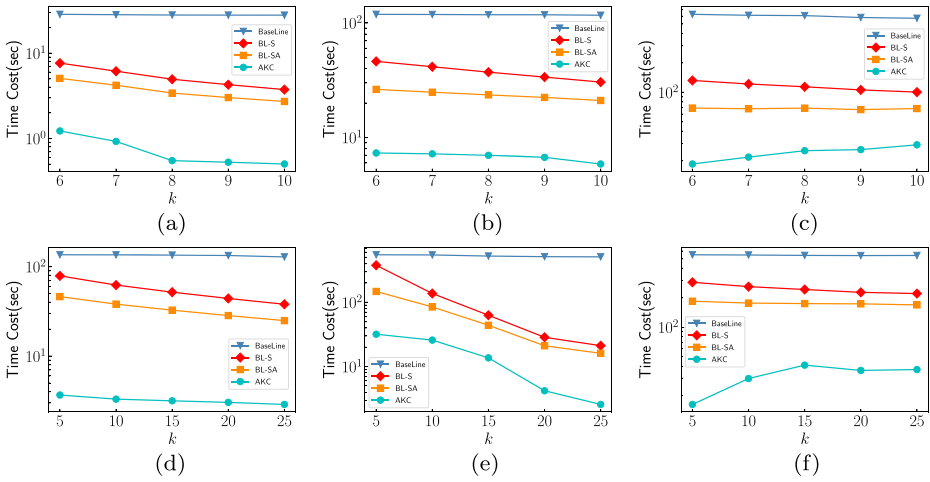 Time Cost(sec)
10^1
10^0
BaseLine
BL-S
BL-SA
AKC
6 7 8 9 10
k
(a)
Time Cost(sec)
10^2
10^1
BaseLine
BL-S
BL-SA
AKC
6 7 8 9 10
k
(b)
Time Cost(sec)
10^2
BaseLine
BL-S
BL-SA
AKC
6 7 8 9 10
k
(c)
Time Cost(sec)
10^2
10^1
BaseLine
BL-S
BL-SA
AKC
5 10 15 20 25
k
(d)
Time Cost(sec)
10^2
10^1
BaseLine
BL-S
BL-SA
AKC
5 10 15 20 25
k
(e)
Time Cost(sec)
10^2
BaseLine
BL-S
BL-SA
AKC
5 10 15 20 25
k
(f)